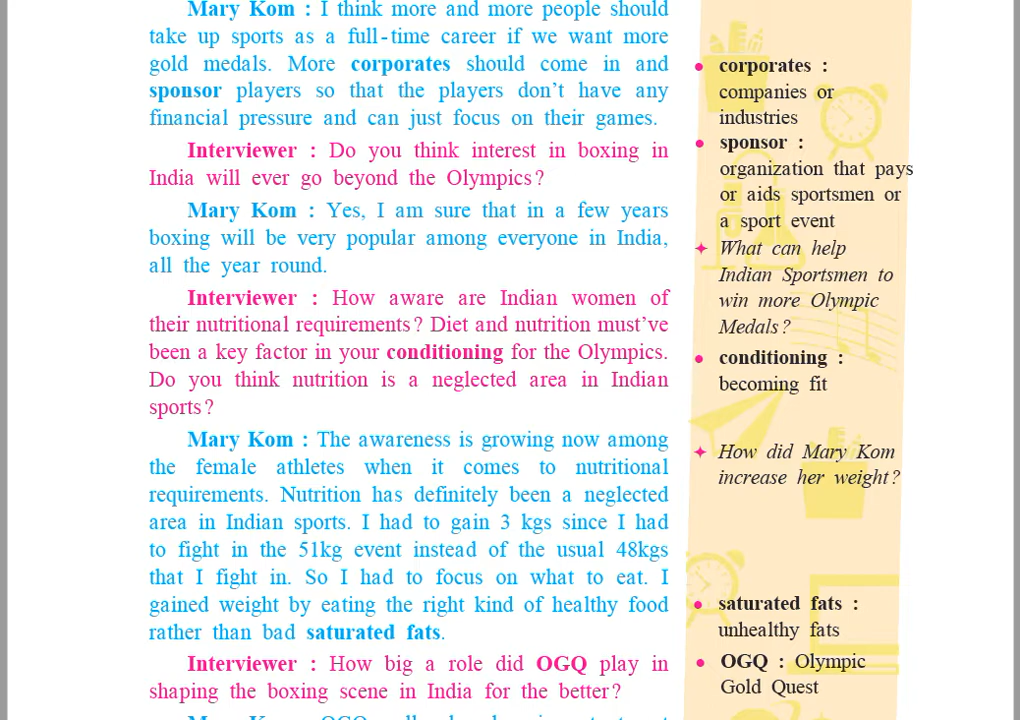 Mary Kom : I think more and more people should
take up sports as a full-time career if we want more
gold medals. More corporates should come in and
sponsor players so that the players don't have any
financial pressure and can just focus on their games.
Interviewer : Do you think interest in boxing in
India will ever go beyond the Olympics?
Mary Kom : Yes, I am sure that in a few years
boxing will be very popular among everyone in India,
all the year round.
Interviewer : How aware are Indian women of
their nutritional requirements? Diet and nutrition must've
been a key factor in your conditioning for the Olympics.
Do you think nutrition is a neglected area in Indian
sports?
Mary Kom : The awareness is growing now among
the female athletes when it comes to nutritional
requirements. Nutrition has definitely been a neglected
area in Indian sports. I had to gain 3 kgs since I had
to fight in the 51kg event instead of the usual 48kgs
that I fight in. So I had to focus on what to eat. I
gained weight by eating the right kind of healthy food
rather than bad saturated fats.
Interviewer : How big a role did OGQ play in
shaping the boxing scene in India for the better?
corporates :
companies or
industries
sponsor :
organization that pays
or aids sportsmen or
a sport event
What can help
Indian Sportsmen to
win more Olympic
Medals?
conditioning :
becoming fit
How did Mary Kom
increase her weight?
saturated fats :
unhealthy fats
OGQ : Olympic
Gold Quest